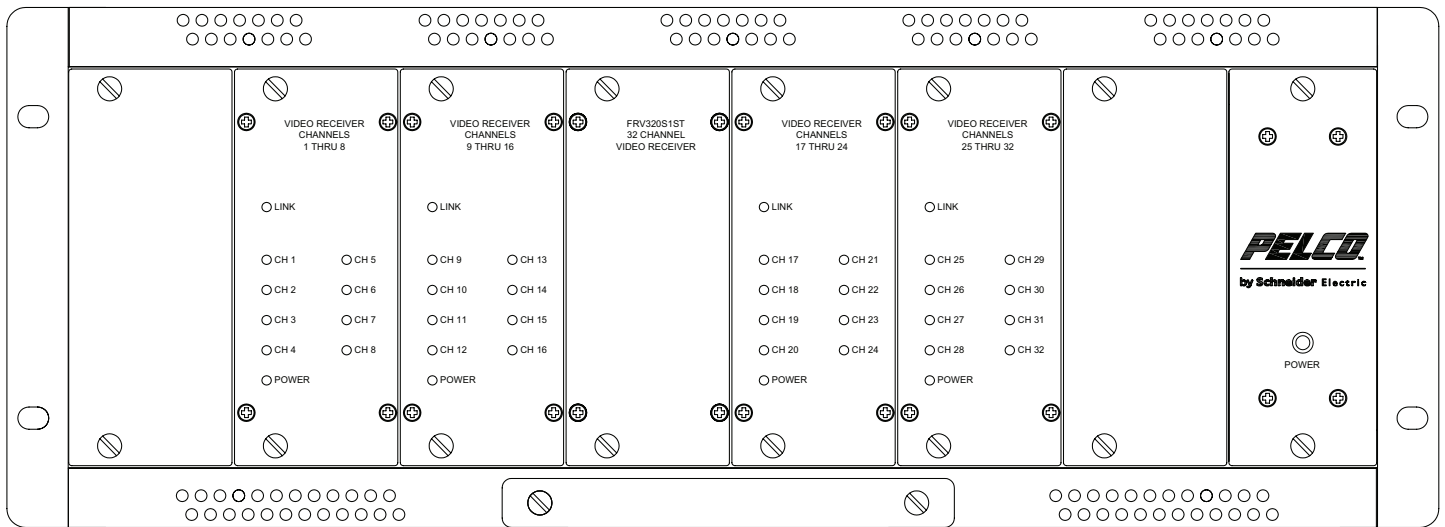 VIDEO RECEIVER
CHANNELS
1 THRU 8
LINK
CH 1
CH 5
CH 2
CH 6
CH 3
CH 7
CH 4
CH 8
POWER
VIDEO RECEIVER
CHANNELS
9 THRU 16
LINK
CH 9
CH 13
CH 10
CH 14
CH 11
CH 15
CH 12
CH 16
POWER
FRV320S1ST
32 CHANNEL
VIDEO RECEIVER
VIDEO RECEIVER
CHANNELS
17 THRU 24
LINK
CH 17
CH 21
CH 18
CH 22
CH 19
CH 23
CH 20
CH 24
POWER
VIDEO RECEIVER
CHANNELS
25 THRU 32
LINK
CH 25
CH 29
CH 26
CH 30
CH 27
CH 31
CH 28
CH 32
POWER
PELCO™
by Schneider Electric
POWER